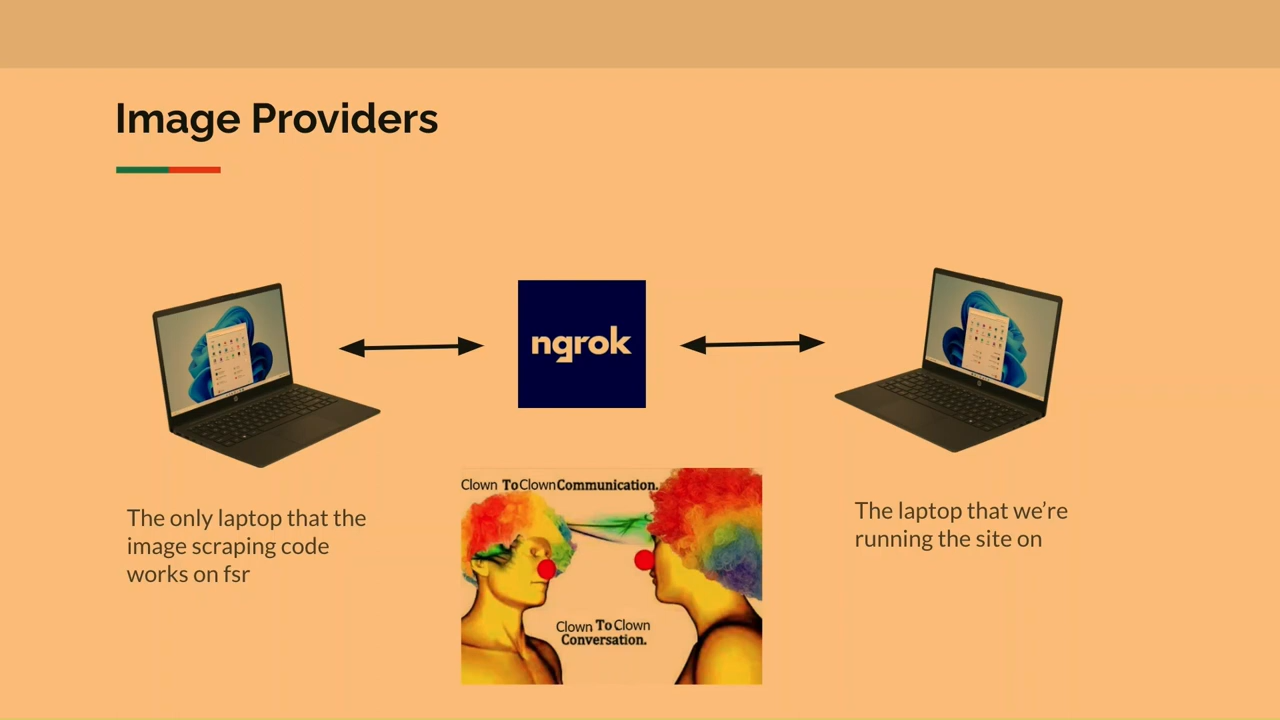 Image Providers
ngrok
Clown To Clown Communication.
Clown To Clown
Conversation.
The only laptop that the
image scraping code
works on fsr
The laptop that we’re
running the site on